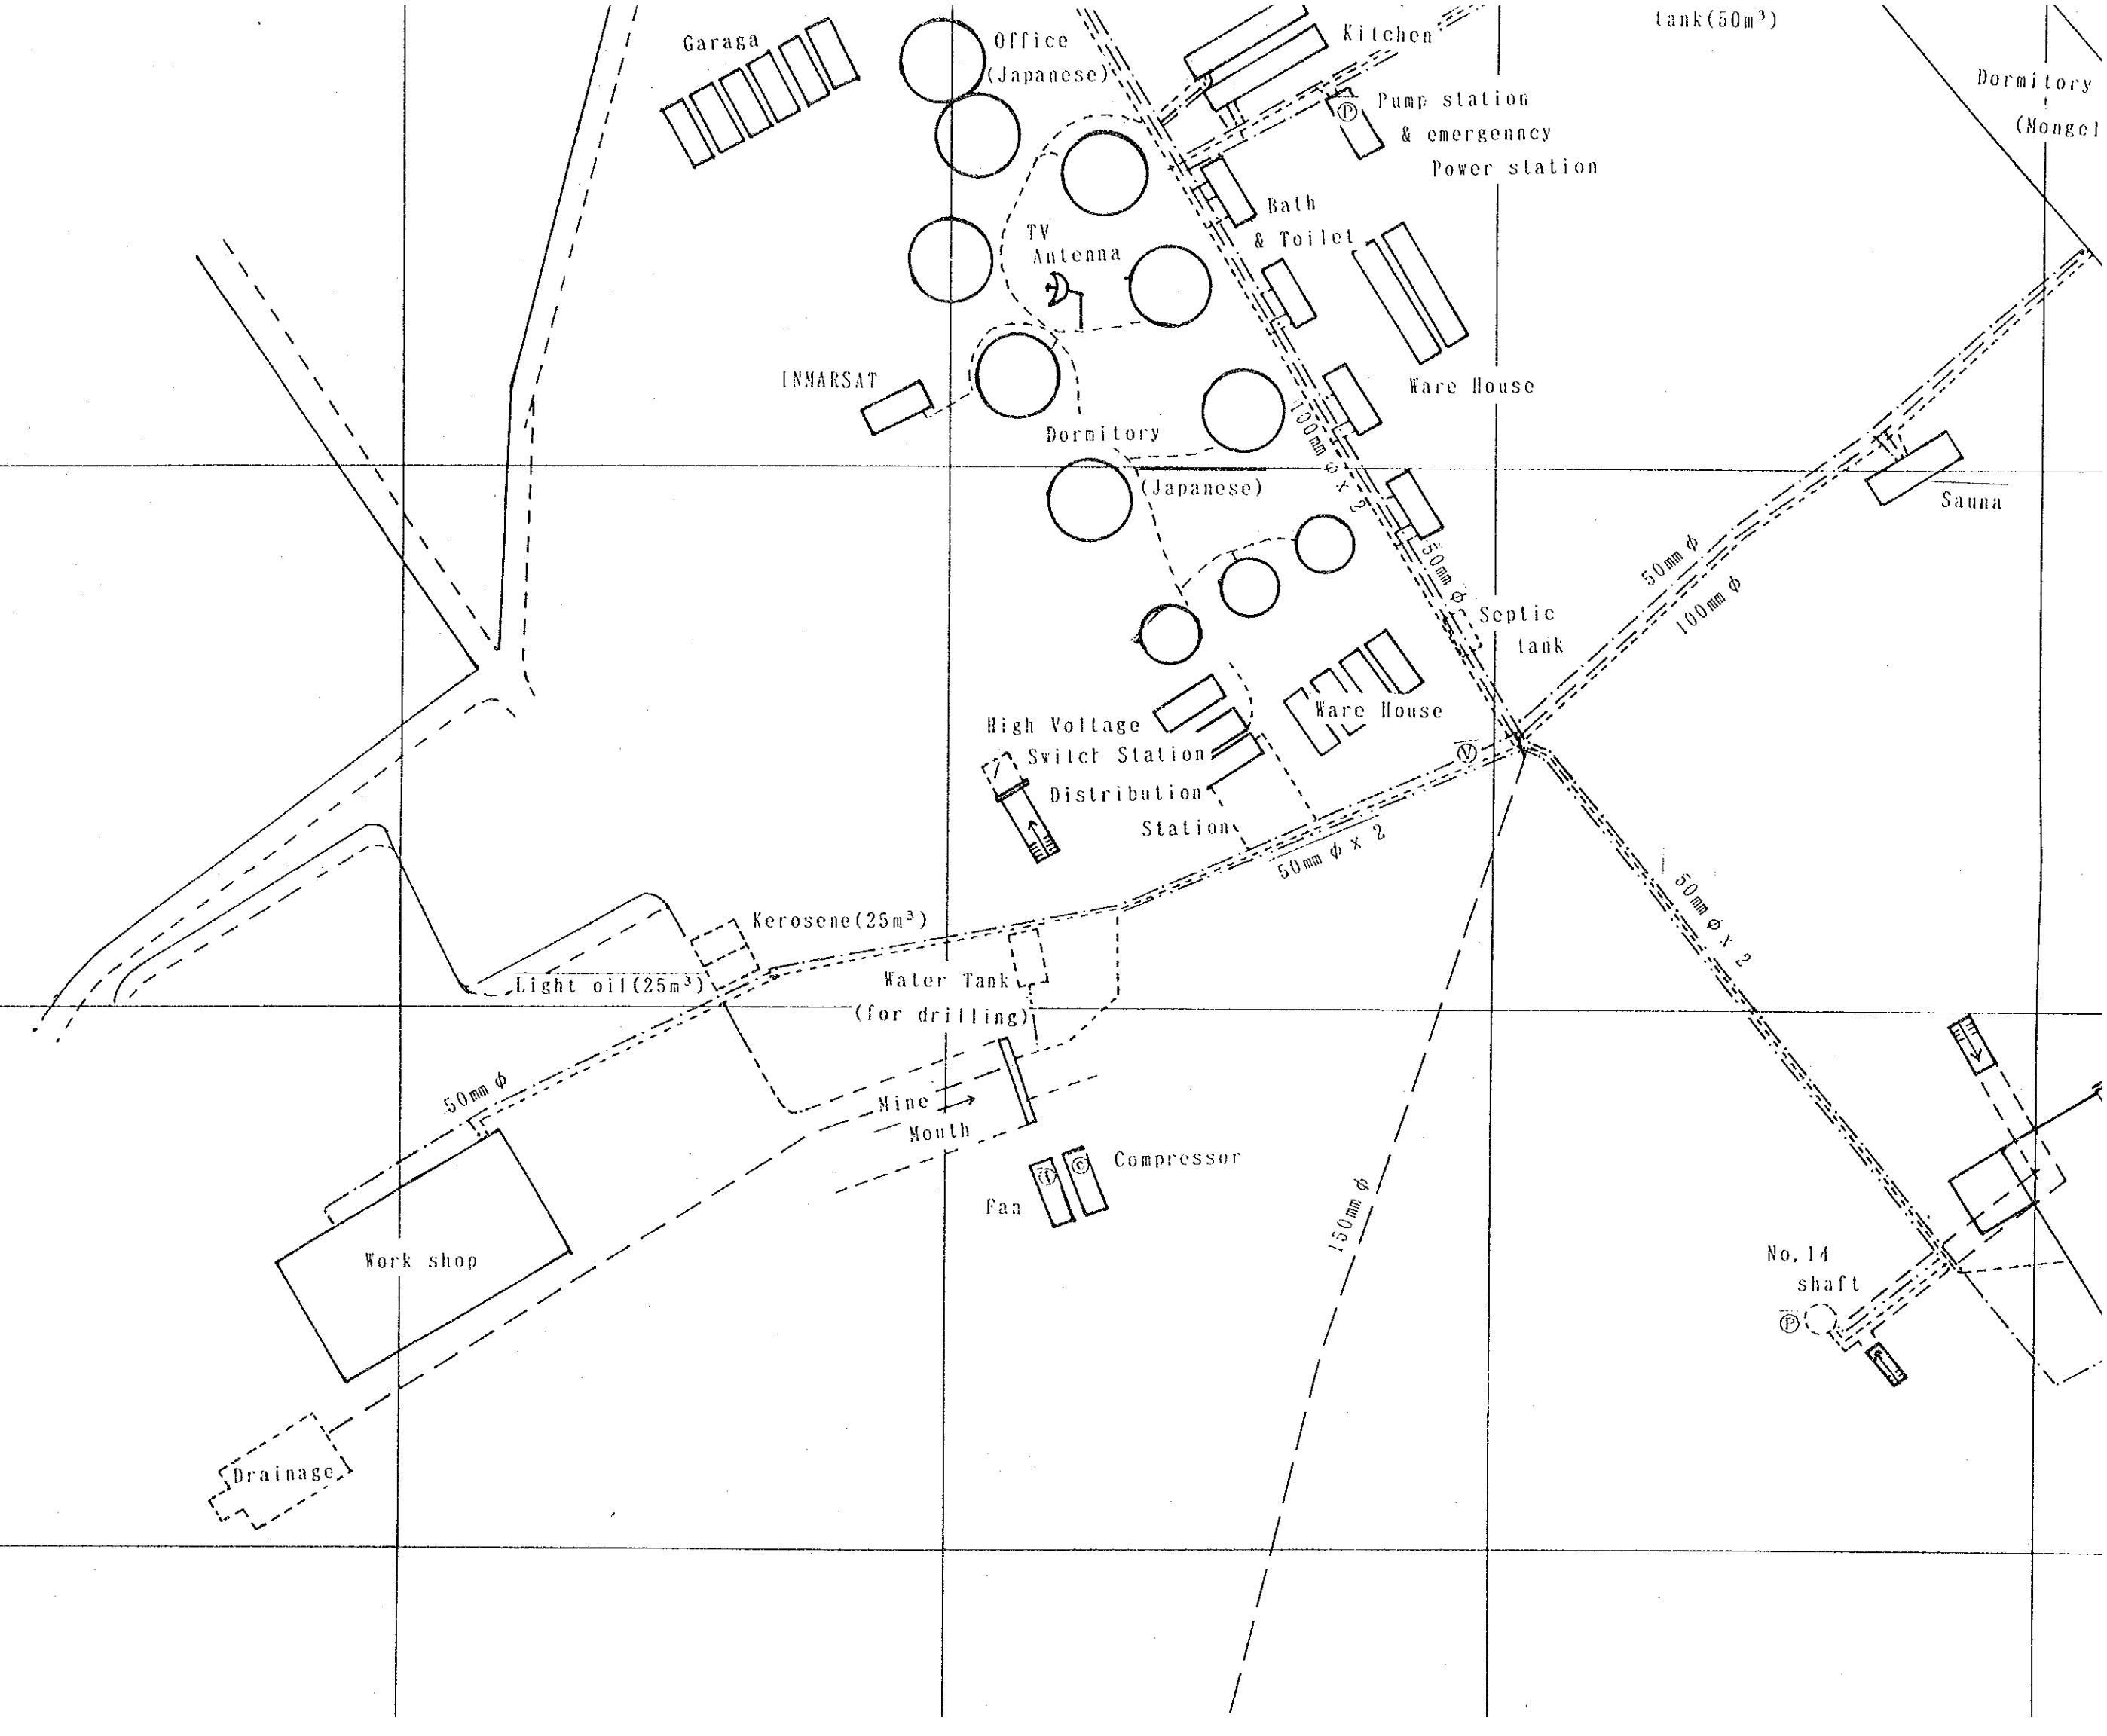 tank(50m³)
Garaga
Office
(Japanese)
Kitchen
Dormitory
Pump station
P
& emergenncy
Power station
Bath
& Toilet
TV
Antenna
INMARSAT
Ware House
Dormitory
(Japanese)
100mm φ x 2
50mm φ
Sauna
50mm φ
100mm φ
Septic
tank
Ware House
High Voltage
Switch Station
V
Distribution
Station
50mm φ x 2
50mm φ x 2
Kerosene(25m³)
Light oil(25m³)
Water Tank
(for drilling)
50mm φ
Mine
Mouth
Compressor
f
c
Faa
150mm φ
Work shop
No,14
shaft
P
Drainage